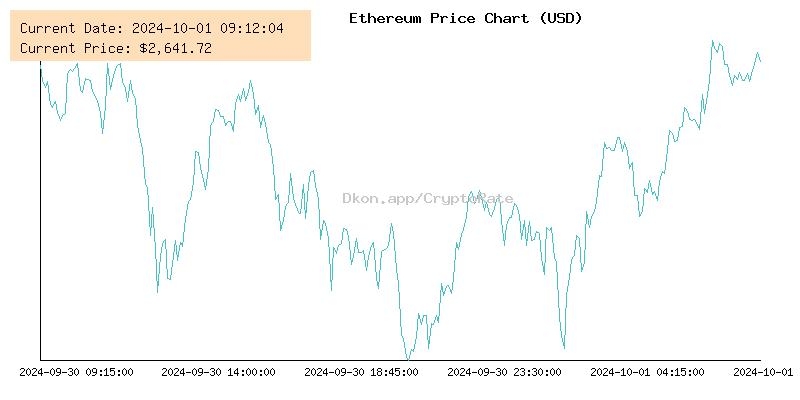 Ethereum Price Chart (USD)
Current Date: 2024-10-01 09:12:04
Current Price: $2,641.72
Dkon.app/CryptoRate
2024-09-30 09:15:00
2024-09-30 14:00:00
2024-09-30 18:45:00
2024-09-30 23:30:00
2024-10-01 04:15:00
2024-10-01